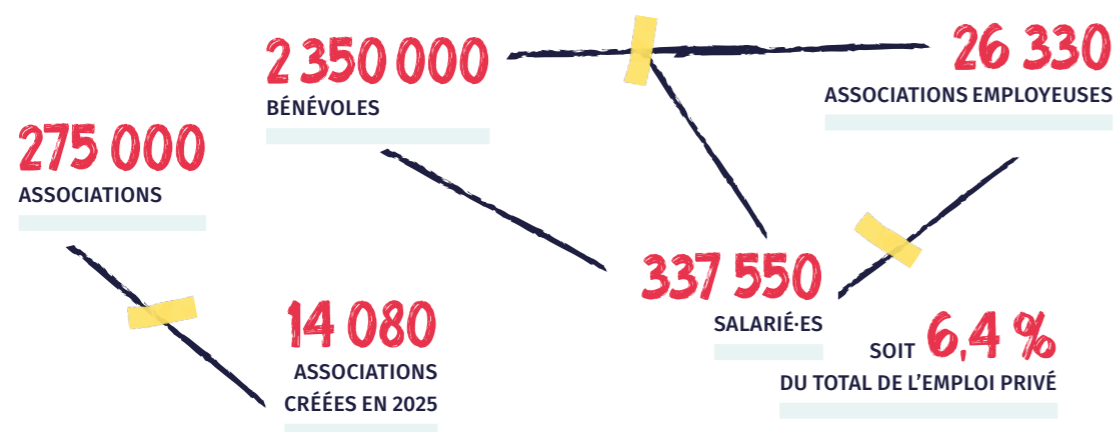 275 000
ASSOCIATIONS
2 350 000
BÉNÉVOLES
26 330
ASSOCIATIONS EMPLOYEUSES
14 080
ASSOCIATIONS
CRÉÉES EN 2025
337 550
SALARIÉ·ES
SOIT 6,4 %
DU TOTAL DE L'EMPLOI PRIVÉ